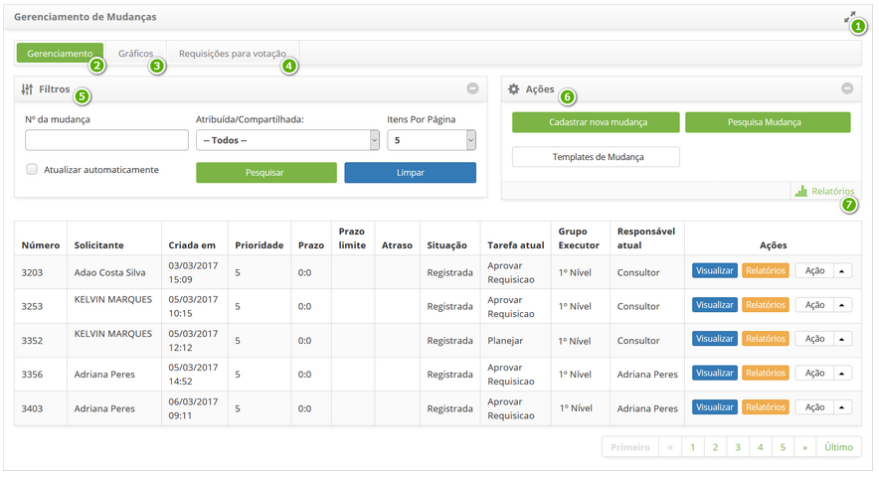 Gerenciamento de Mudanças
1
Gerenciamento Gráficos Requisições para votação
2 3 4
Filtros 5
Ações 6
Nº da mudança Atribuída/Compartilhada: Itens Por Página
-- Todos -- 5
Atualizar automaticamente Pesquisar Limpar
Cadastrar nova mudança Pesquisa Mudança
Templates de Mudança
Relatórios
7
Número Solicitante Criada em Prioridade Prazo Prazo limite Atraso Situação Tarefa atual Grupo Executor Responsável atual Ações
3203 Adao Costa Silva 03/03/2017 15:09 5 0:0 Registrada Aprovar Requisicao 1º Nível Consultor Visualizar Relatórios Ação
3253 KELVIN MARQUES 05/03/2017 10:15 5 0:0 Registrada Aprovar Requisicao 1º Nível Consultor Visualizar Relatórios Ação
3352 KELVIN MARQUES 05/03/2017 12:12 5 0:0 Registrada Planejar 1º Nível Consultor Visualizar Relatórios Ação
3356 Adriana Peres 05/03/2017 14:52 5 0:0 Registrada Aprovar Requisicao 1º Nível Adriana Peres Visualizar Relatórios Ação
3403 Adriana Peres 06/03/2017 09:11 5 0:0 Registrada Aprovar Requisicao 1º Nível Adriana Peres Visualizar Relatórios Ação
Primeiro « 1 2 3 4 5 » Último